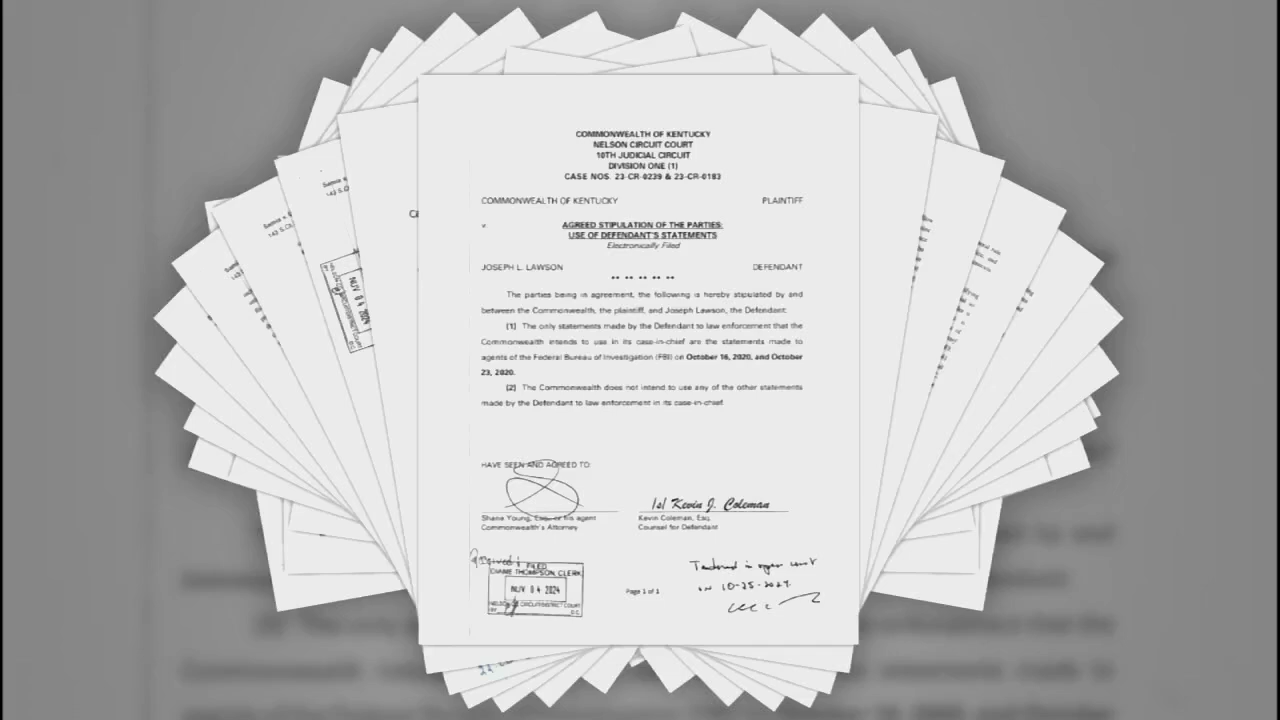 COMMONWEALTH OF KENTUCKY
NELSON CIRCUIT COURT
10TH JUDICIAL CIRCUIT
DIVISION ONE (1)
CASE NOS. 23-CR-0239 & 23-CR-0183
COMMONWEALTH OF KENTUCKY PLAINTIFF
v. AGREED STIPULATION OF THE PARTIES:
USE OF DEFENDANT'S STATEMENTS
Electronically Filed
JOSEPH L. LAWSON DEFENDANT
** ** ** ** **
The parties being in agreement, the following is hereby stipulated by and
between the Commonwealth, the plaintiff, and Joseph Lawson, the Defendant:
(1) The only statements made by the Defendant to law enforcement that the
Commonwealth intends to use in its case-in-chief are the statements made to
agents of the Federal Bureau of Investigation (FBI) on October 16, 2020, and October
23, 2020.
(2) The Commonwealth does not intend to use any of the other statements
made by the Defendant to law enforcement in its case-in-chief.
HAVE SEEN AND AGREED TO:
/s/ Kevin J. Coleman
Shane Young, Esq., or his agent Kevin Coleman, Esq.
Commonwealth's Attorney Counsel for Defendant
FILED
DIANE THOMPSON, CLERK
NOV 04 2024
NELSON CIRCUIT/DISTRICT COURT
BY D.C.
Page 1 of 1
Tendered in open court
on 10-25-2024.
NOV 04 2024